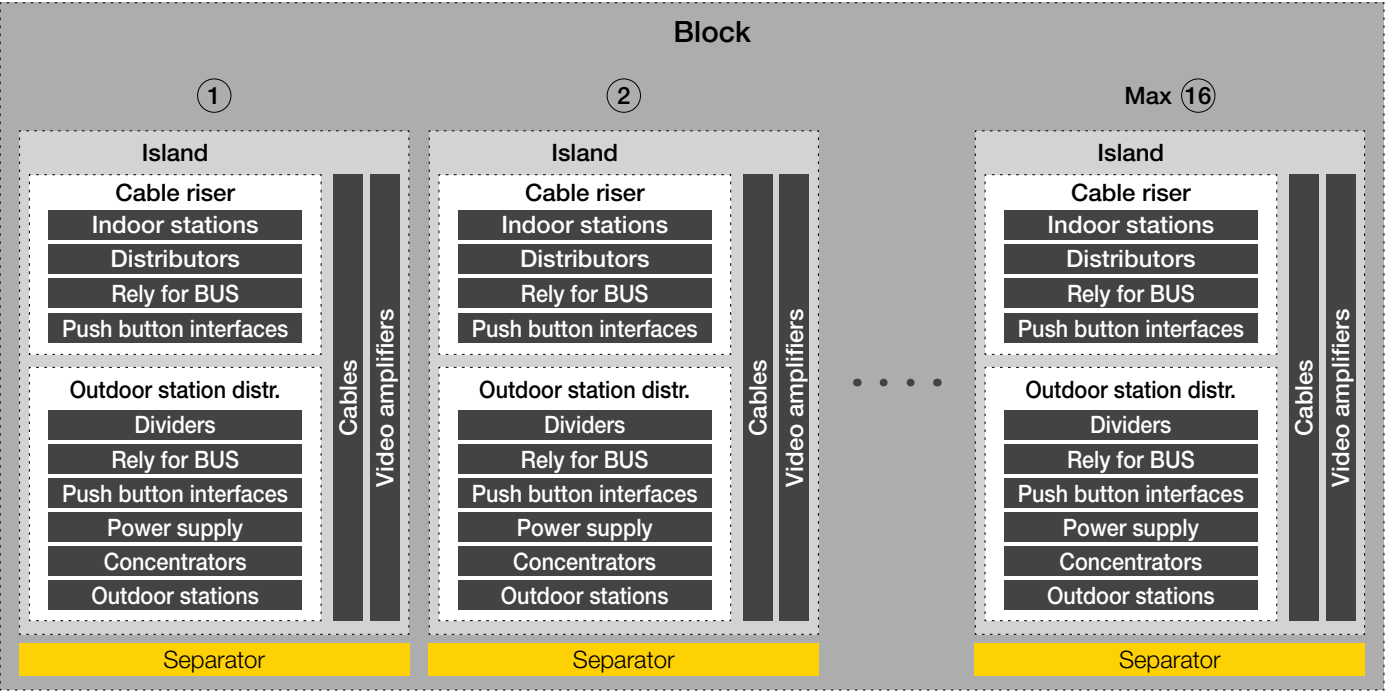 Block
1
Island
Cable riser
Indoor stations
Distributors
Rely for BUS
Push button interfaces
Outdoor station distr.
Dividers
Rely for BUS
Push button interfaces
Power supply
Concentrators
Outdoor stations
Cables
Video amplifiers
Separator
2
Island
Cable riser
Indoor stations
Distributors
Rely for BUS
Push button interfaces
Outdoor station distr.
Dividers
Rely for BUS
Push button interfaces
Power supply
Concentrators
Outdoor stations
Cables
Video amplifiers
Separator
Max 16
Island
Cable riser
Indoor stations
Distributors
Rely for BUS
Push button interfaces
Outdoor station distr.
Dividers
Rely for BUS
Push button interfaces
Power supply
Concentrators
Outdoor stations
Cables
Video amplifiers
Separator